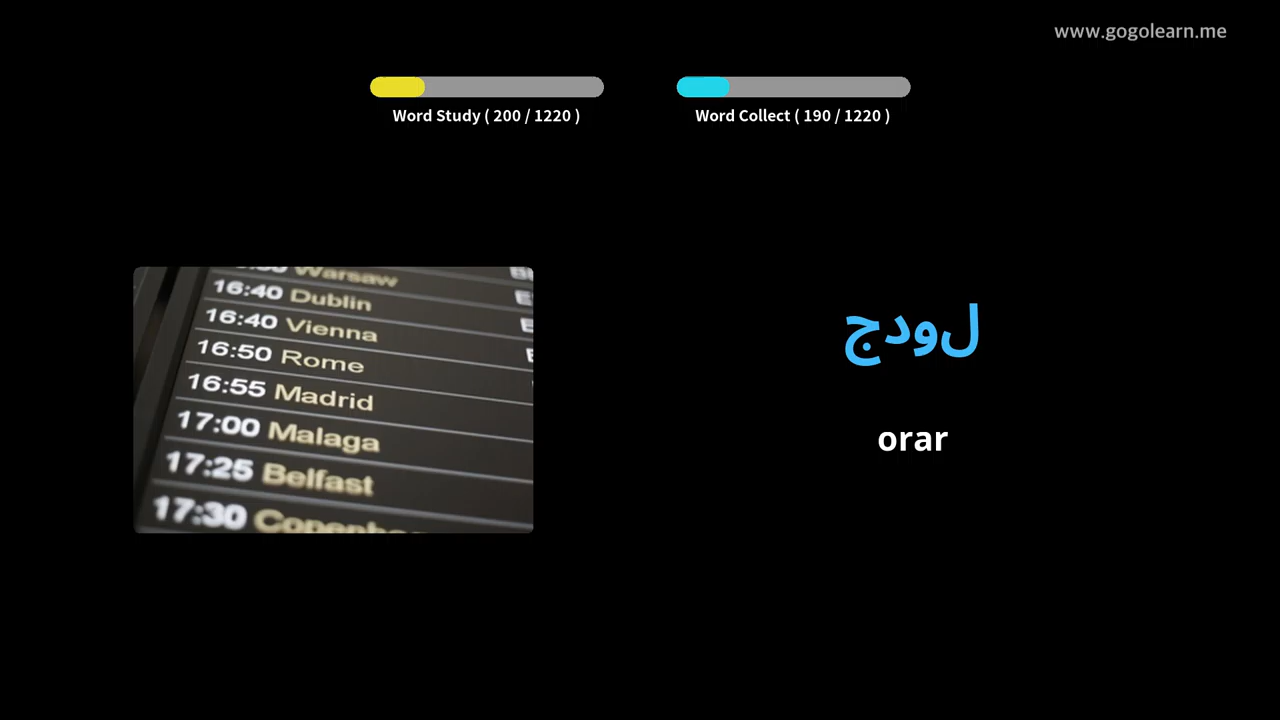 www.gogolearn.me
Word Study ( 200 / 1220 )
Word Collect ( 190 / 1220 )
Warsaw
16:40 Dublin
16:40 Vienna
16:50 Rome
16:55 Madrid
17:00 Malaga
17:25 Belfast
17:30
جدول
orar